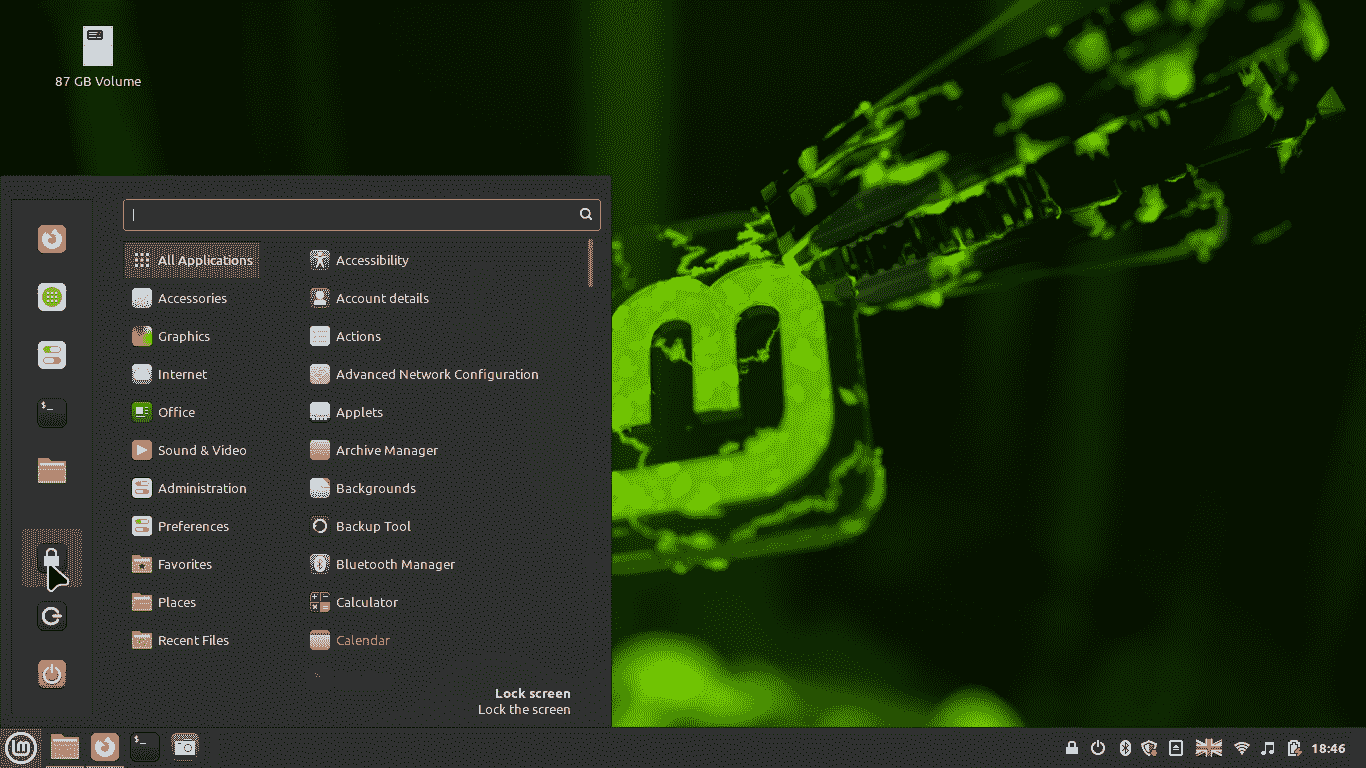 87 GB Volume
All Applications
Accessories
Graphics
Internet
Office
Sound & Video
Administration
Preferences
Favorites
Places
Recent Files
Accessibility
Account details
Actions
Advanced Network Configuration
Applets
Archive Manager
Backgrounds
Backup Tool
Bluetooth Manager
Calculator
Calendar
Lock screen
Lock the screen
18:46